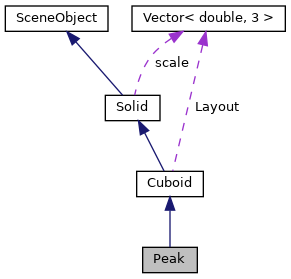 SceneObject
Vector< double, 3 >
scale
Solid
Layout
Cuboid
Peak